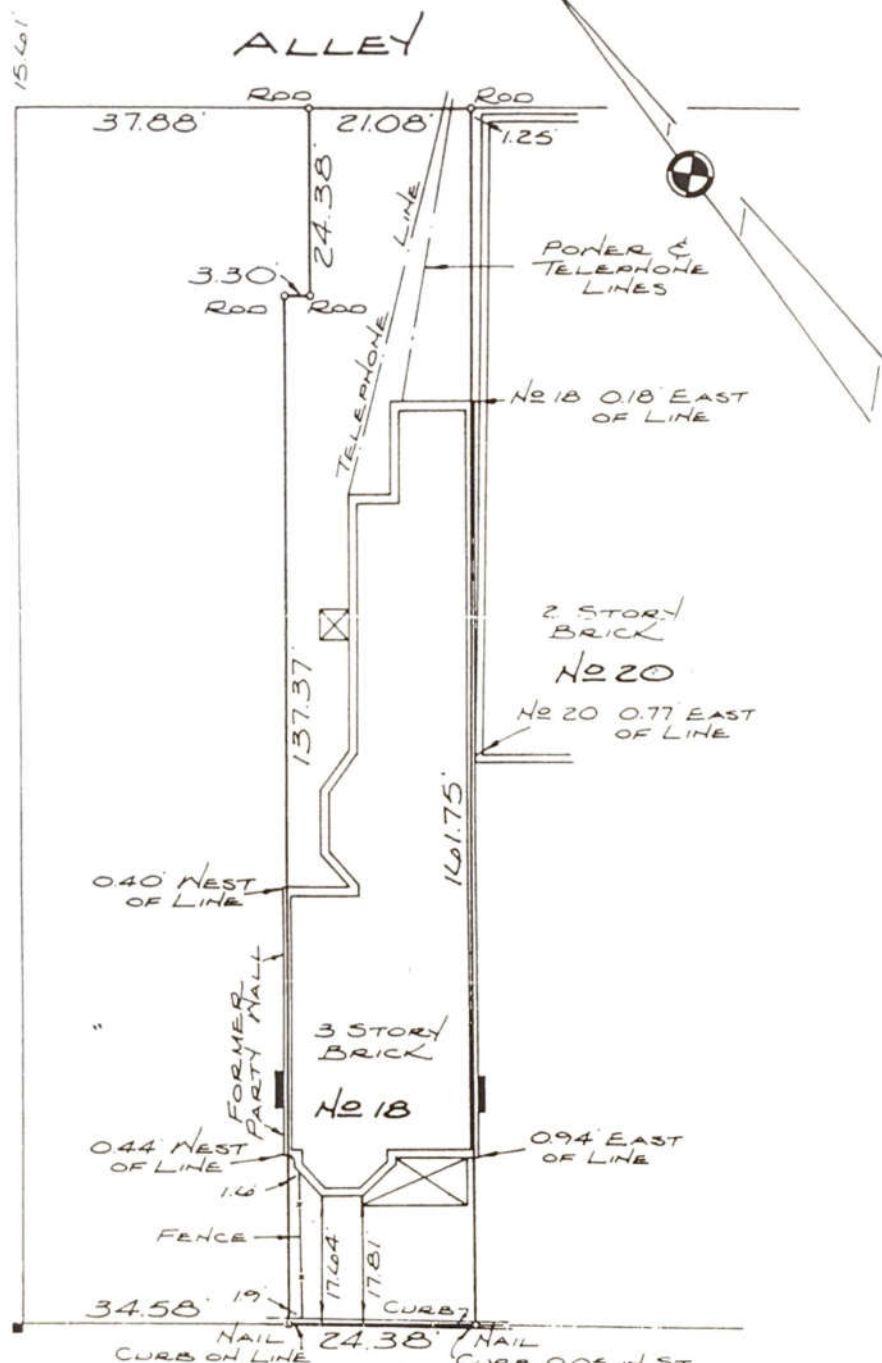 15.61'
ALLEY
ROD
ROD
37.88'
21.08'
1.25'
24.38'
3.30'
ROD
ROD
TELEPHONE LINE
POWER &
TELEPHONE
LINES
No 18 0.18' EAST
OF LINE
2 STORY
BRICK
No 20
No 20 0.77' EAST
OF LINE
137.37'
161.75'
0.40' WEST
OF LINE
FORMER
PARTY WALL
3 STORY
BRICK
No 18
0.44' WEST
OF LINE
0.94' EAST
OF LINE
1.6'
FENCE
17.64'
17.81'
34.58'
1.9'
CURB
NAIL
24.38'
NAIL
CURB ON LINE